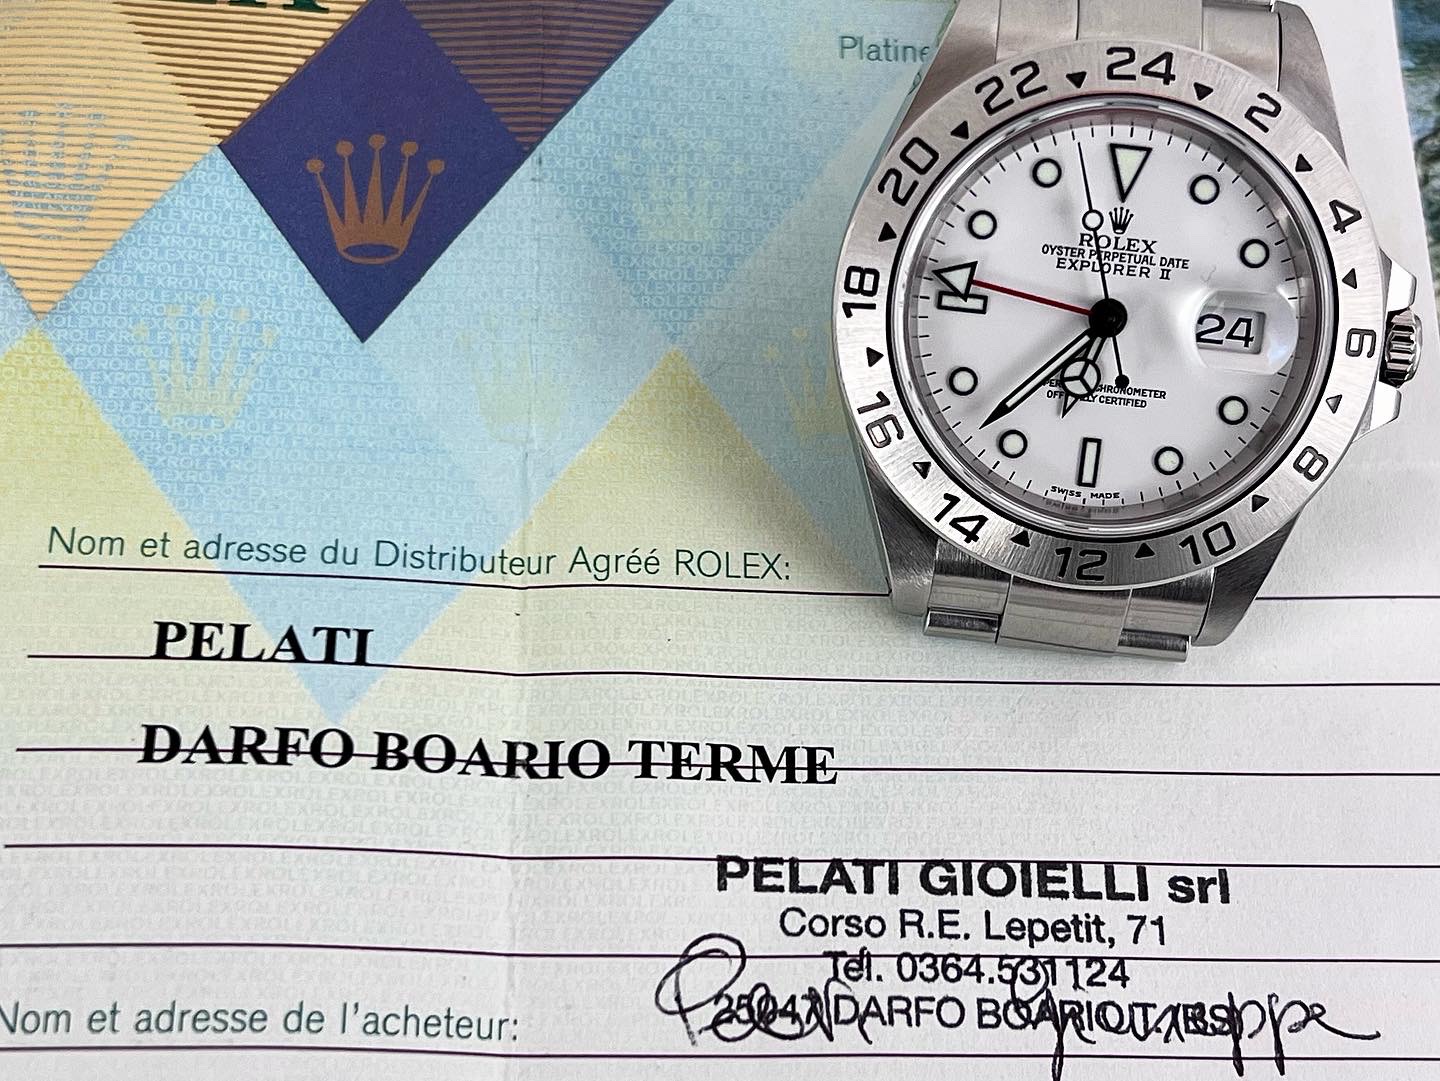 Platine
22 24 2 4 6 8 10 12 14 16 18 20
ROLEX
OYSTER PERPETUAL DATE
EXPLORER II
24
CHRONOMETER
CERTIFIED
SWISS MADE
Nom et adresse du Distributeur Agréé ROLEX:
PELATI
DARFO BOARIO TERME
PELATI GIOIELLI srl
Corso R.E. Lepetit, 71
Tel. 0364.531124
25047 DARFO BOARIO T. (BS)
Nom et adresse de l'acheteur: